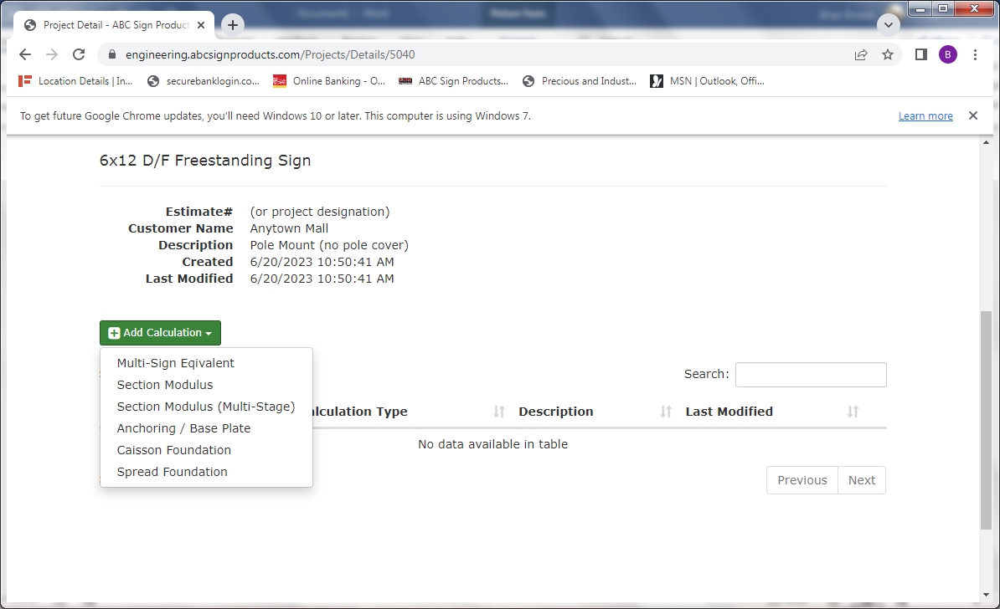 Project Detail - ABC Sign Product
engineering.abcsignproducts.com/Projects/Details/5040
B
Location Details | In...
securebanklogin.co...
Online Banking - O...
ABC Sign Products...
Precious and Indust...
MSN | Outlook, Offi...
To get future Google Chrome updates, you'll need Windows 10 or later. This computer is using Windows 7.
Learn more
6x12 D/F Freestanding Sign
Estimate# (or project designation)
Customer Name Anytown Mall
Description Pole Mount (no pole cover)
Created 6/20/2023 10:50:41 AM
Last Modified 6/20/2023 10:50:41 AM
Add Calculation
Multi-Sign Eqivalent
Section Modulus
Section Modulus (Multi-Stage)
Anchoring / Base Plate
Caisson Foundation
Spread Foundation
Search:
alculation Type Description Last Modified
No data available in table
Previous Next